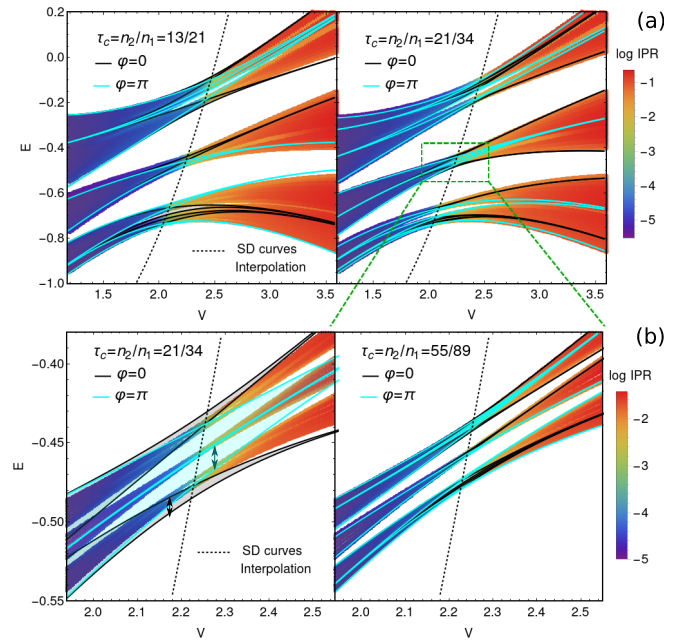 (a)
0.2
0.0
−0.2
−0.4
−0.6
−0.8
−1.0
E
τc=n2/n1=13/21
φ=0
φ=π
SD curves
Interpolation
1.5 2.0 2.5 3.0 3.5
V
τc=n2/n1=21/34
φ=0
φ=π
1.5 2.0 2.5 3.0 3.5
V
log IPR
−1
−2
−3
−4
−5
(b)
−0.40
−0.45
−0.50
−0.55
E
τc=n2/n1=21/34
φ=0
φ=π
SD curves
Interpolation
2.0 2.1 2.2 2.3 2.4 2.5
V
τc=n2/n1=55/89
φ=0
φ=π
2.0 2.1 2.2 2.3 2.4 2.5
V
log IPR
−2
−3
−4
−5